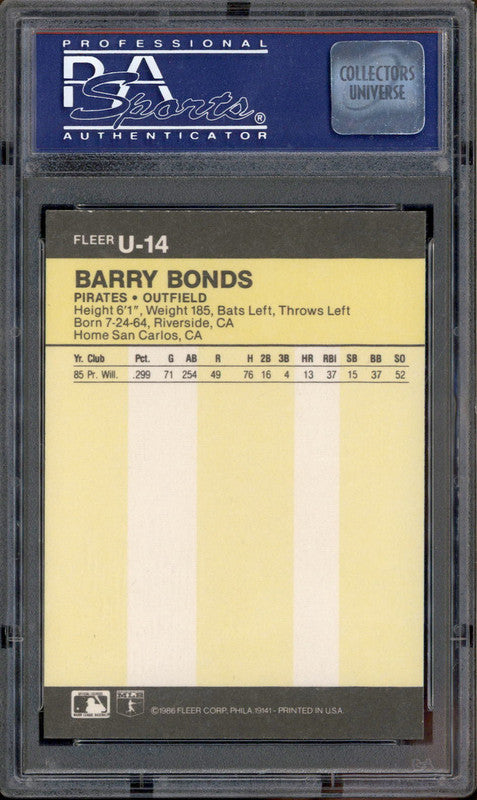 PROFESSIONAL
PSA
Sports®
AUTHENTICATOR
COLLECTORS
UNIVERSE
FLEER U-14
BARRY BONDS
PIRATES • OUTFIELD
Height 6'1", Weight 185, Bats Left, Throws Left
Born 7-24-64, Riverside, CA
Home San Carlos, CA
Yr. Club Pct. G AB R H 2B 3B HR RBI SB BB SO
85 Pr. Will. .299 71 254 49 76 16 4 13 37 15 37 52
MLB
©1986 FLEER CORP., PHILA. 19141 - PRINTED IN U.S.A.